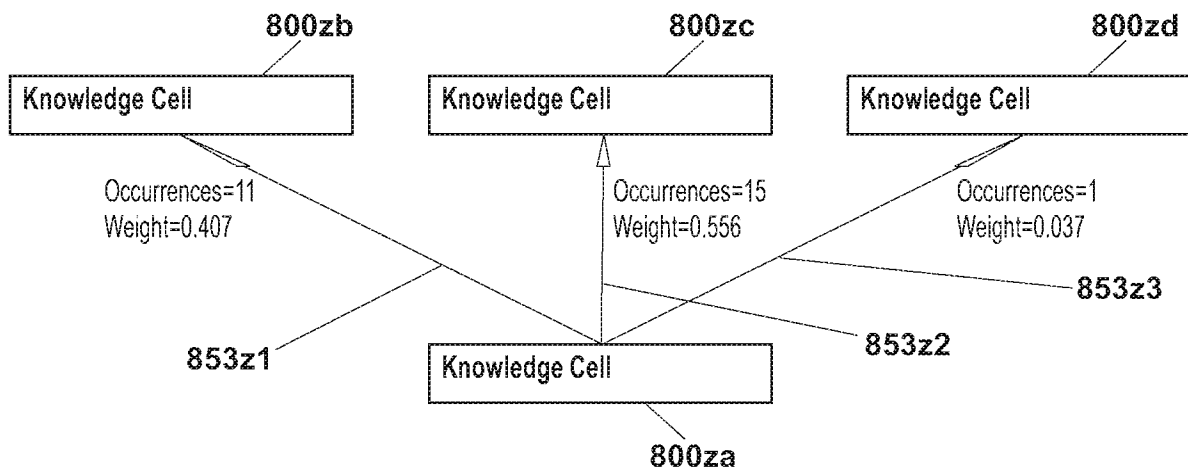 800zb
800zc
800zd
Knowledge Cell
Knowledge Cell
Knowledge Cell
Occurrences=11
Weight=0.407
Occurrences=15
Weight=0.556
Occurrences=1
Weight=0.037
853z3
853z2
853z1
Knowledge Cell
800za